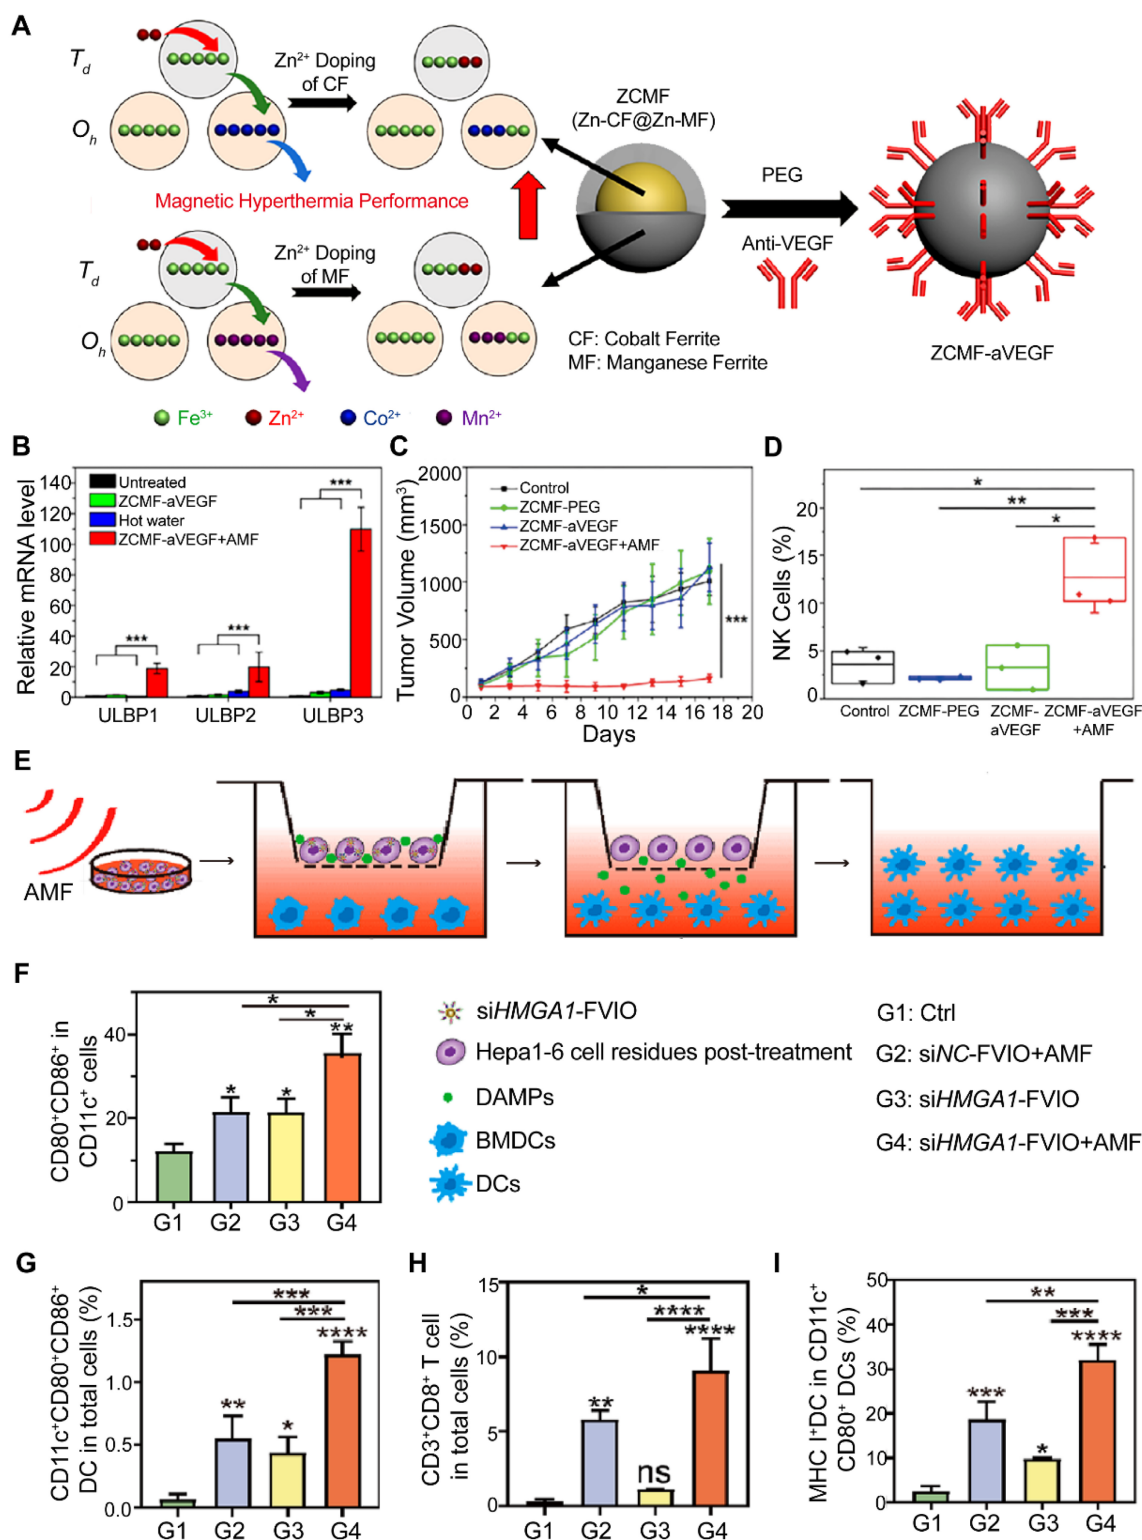 A
T_d
Zn²⁺ Doping
of CF
O_h
ZCMF
(Zn-CF@Zn-MF)
PEG
Magnetic Hyperthermia Performance
Anti-VEGF
T_d
Zn²⁺ Doping
of MF
O_h
CF: Cobalt Ferrite
MF: Manganese Ferrite
ZCMF-aVEGF
Fe³⁺ Zn²⁺ Co²⁺ Mn²⁺
B
Relative mRNA level
140
120
100
80
60
40
20
0
Untreated
ZCMF-aVEGF
Hot water
ZCMF-aVEGF+AMF
***
***
***
ULBP1 ULBP2 ULBP3
C
Tumor Volume (mm³)
2000
1500
1000
500
0
Control
ZCMF-PEG
ZCMF-aVEGF
ZCMF-aVEGF+AMF
***
0 2 4 6 8 10 12 14 16 18 20
Days
D
NK Cells (%)
20
15
10
5
0
*
**
*
Control ZCMF-PEG ZCMF-aVEGF ZCMF-aVEGF+AMF
E
AMF
F
CD80⁺CD86⁺ in
CD11c⁺ cells
40
20
0
*
*
* * **
G1 G2 G3 G4
siHMGA1-FVIO
Hepa1-6 cell residues post-treatment
DAMPs
BMDCs
DCs
G1: Ctrl
G2: siNC-FVIO+AMF
G3: siHMGA1-FVIO
G4: siHMGA1-FVIO+AMF
G
CD11c⁺CD80⁺CD86⁺
DC in total cells (%)
1.5
1.0
0.5
0.0
***
***
** * ****
G1 G2 G3 G4
H
CD3⁺CD8⁺ T cell
in total cells (%)
15
10
5
0
*
****
** ns ****
G1 G2 G3 G4
I
MHC I⁺DC in CD11c⁺
CD80⁺ DCs (%)
50
40
30
20
10
0
**
***
*** * ****
G1 G2 G3 G4